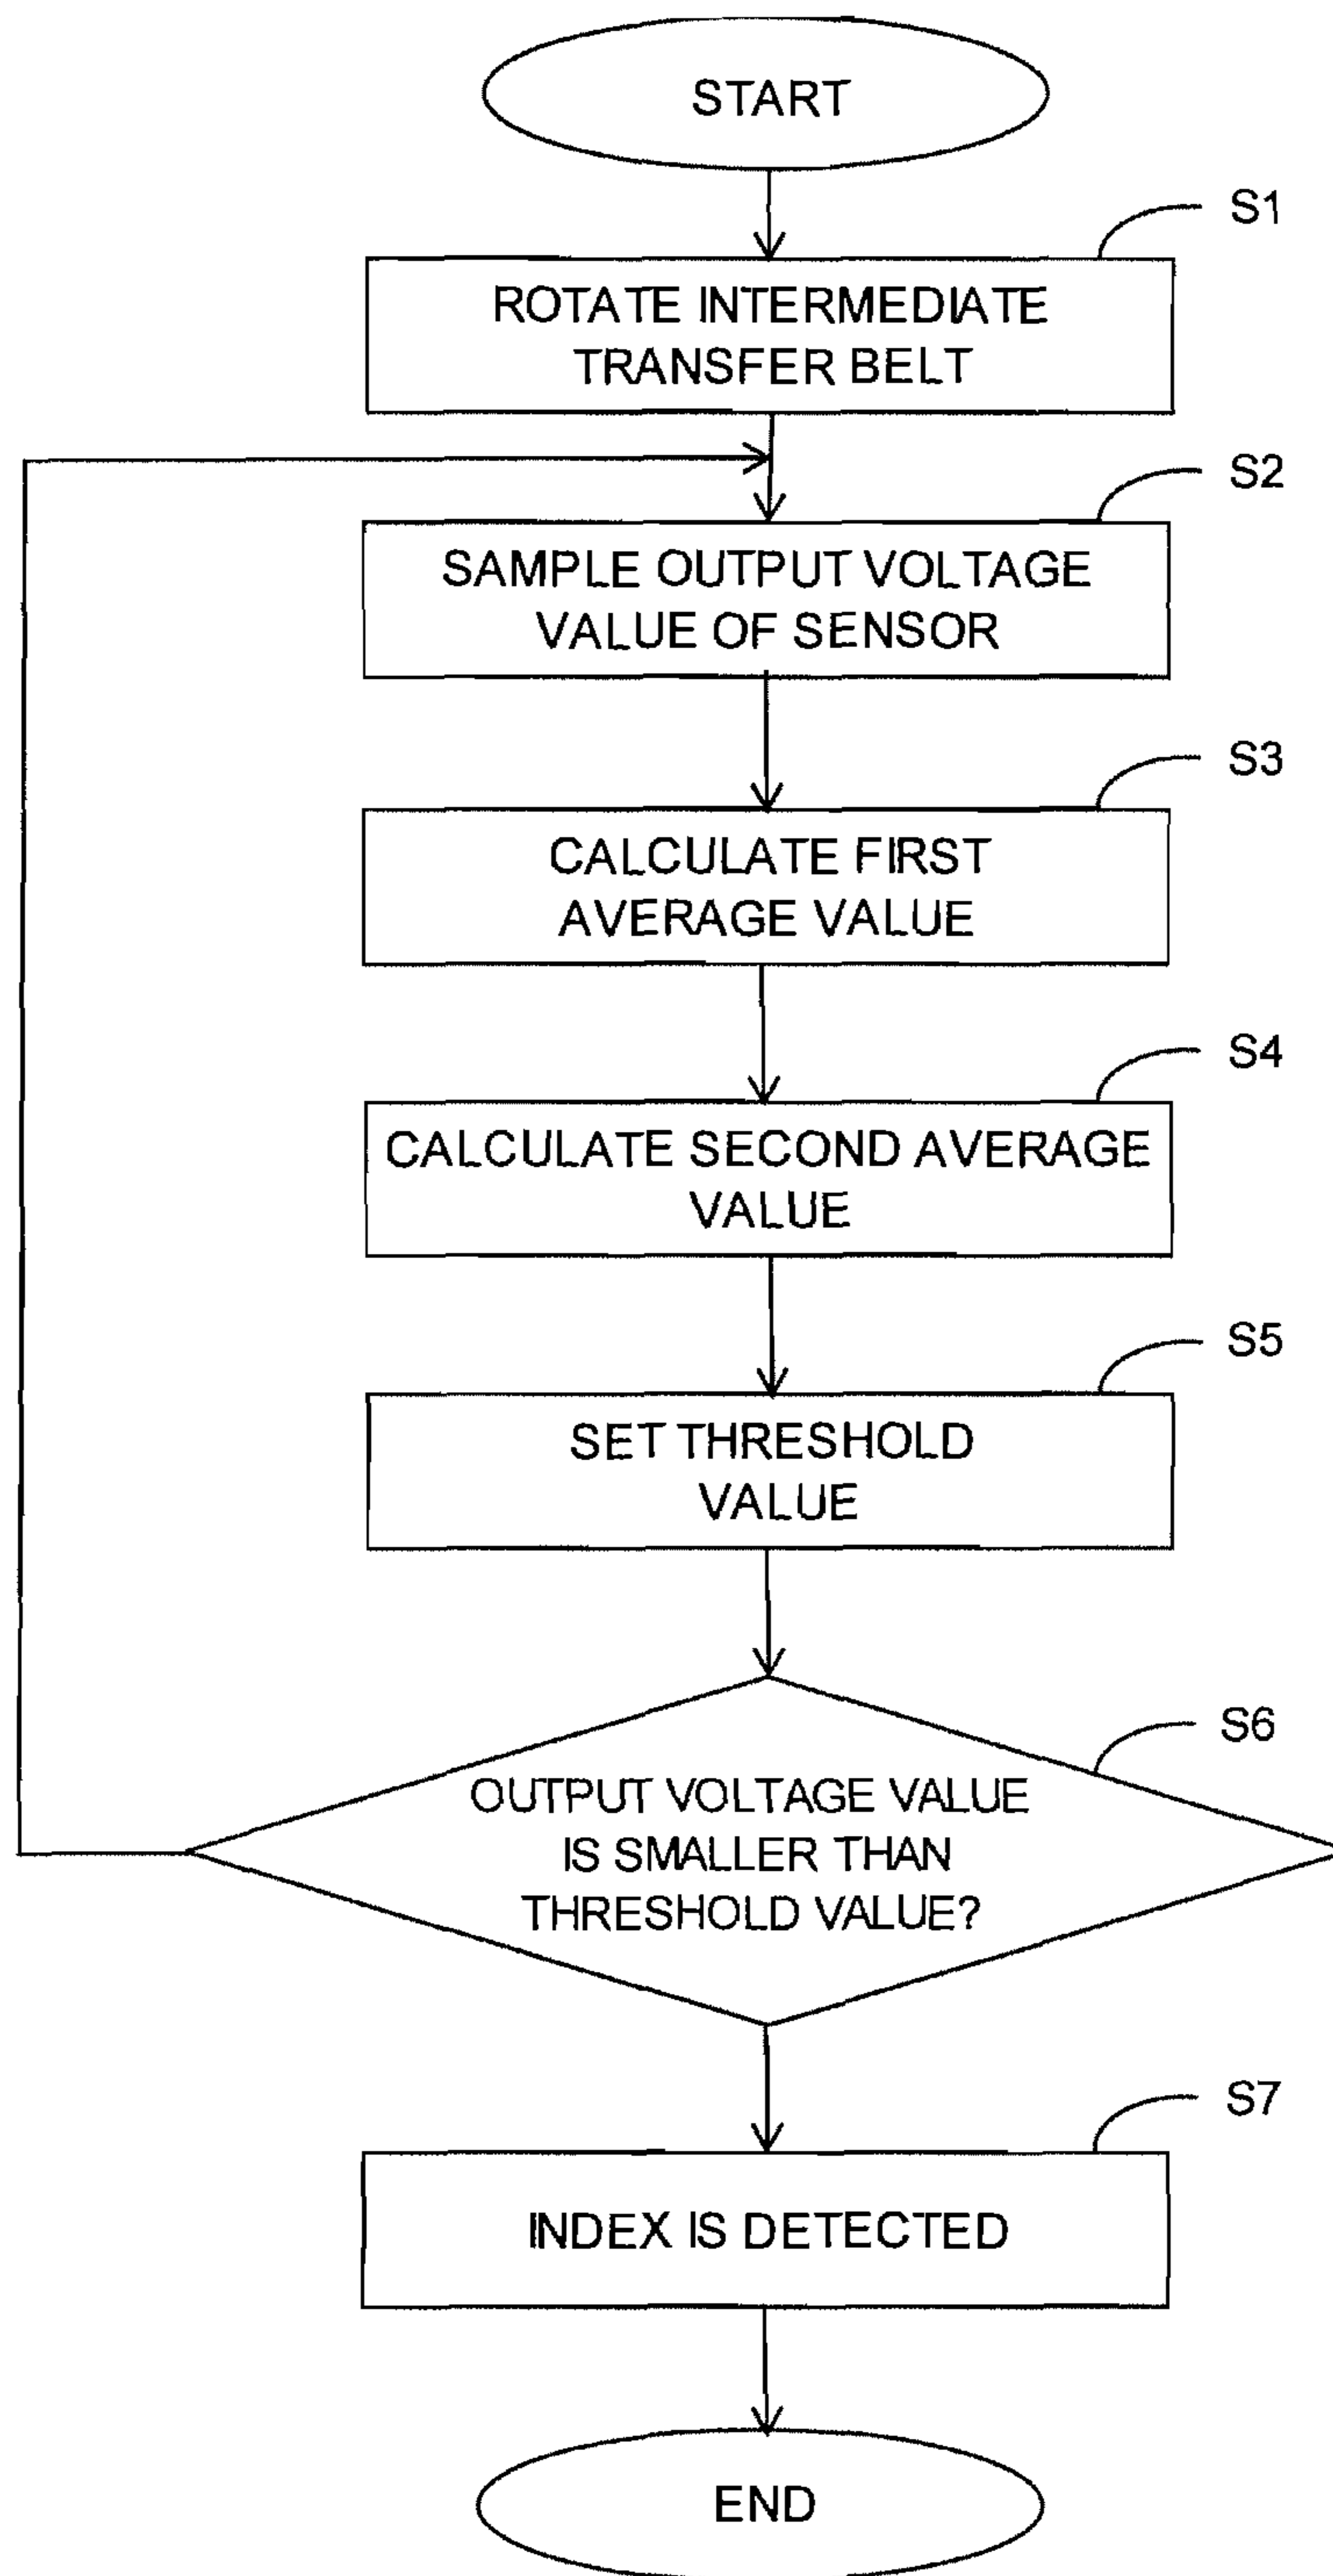 START
S1
ROTATE INTERMEDIATE
TRANSFER BELT
S2
SAMPLE OUTPUT VOLTAGE
VALUE OF SENSOR
S3
CALCULATE FIRST
AVERAGE VALUE
S4
CALCULATE SECOND AVERAGE
VALUE
S5
SET THRESHOLD
VALUE
S6
OUTPUT VOLTAGE VALUE
IS SMALLER THAN
THRESHOLD VALUE?
S7
INDEX IS DETECTED
END